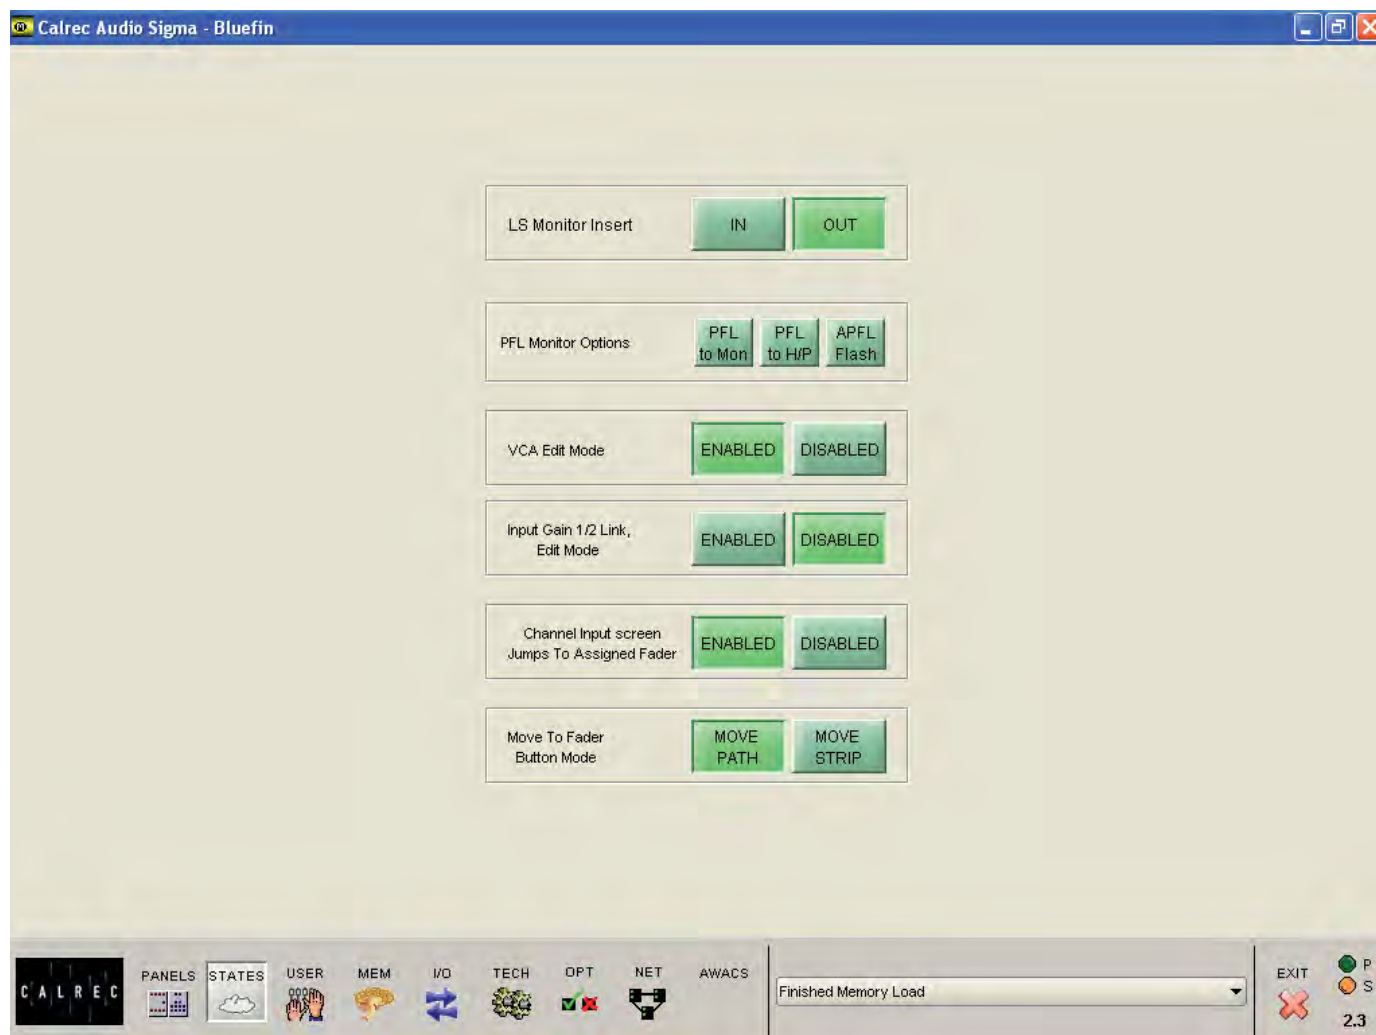 Calrec Audio Sigma - Bluefin
LS Monitor Insert
IN
OUT
PFL Monitor Options
PFL
to Mon
PFL
to H/P
APFL
Flash
VCA Edit Mode
ENABLED
DISABLED
Input Gain 1/2 Link,
Edit Mode
ENABLED
DISABLED
Channel Input screen
Jumps To Assigned Fader
ENABLED
DISABLED
Move To Fader
Button Mode
MOVE
PATH
MOVE
STRIP
CALREC
PANELS
STATES
USER
MEM
I/O
TECH
OPT
NET
AWACS
Finished Memory Load
EXIT
P
S
2.3